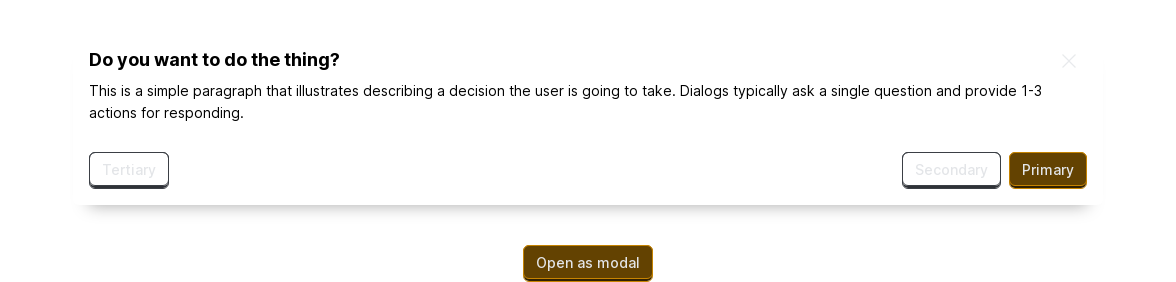 Do you want to do the thing?
This is a simple paragraph that illustrates describing a decision the user is going to take. Dialogs typically ask a single question and provide 1-3
actions for responding.
Tertiary
Secondary
Primary
Open as modal